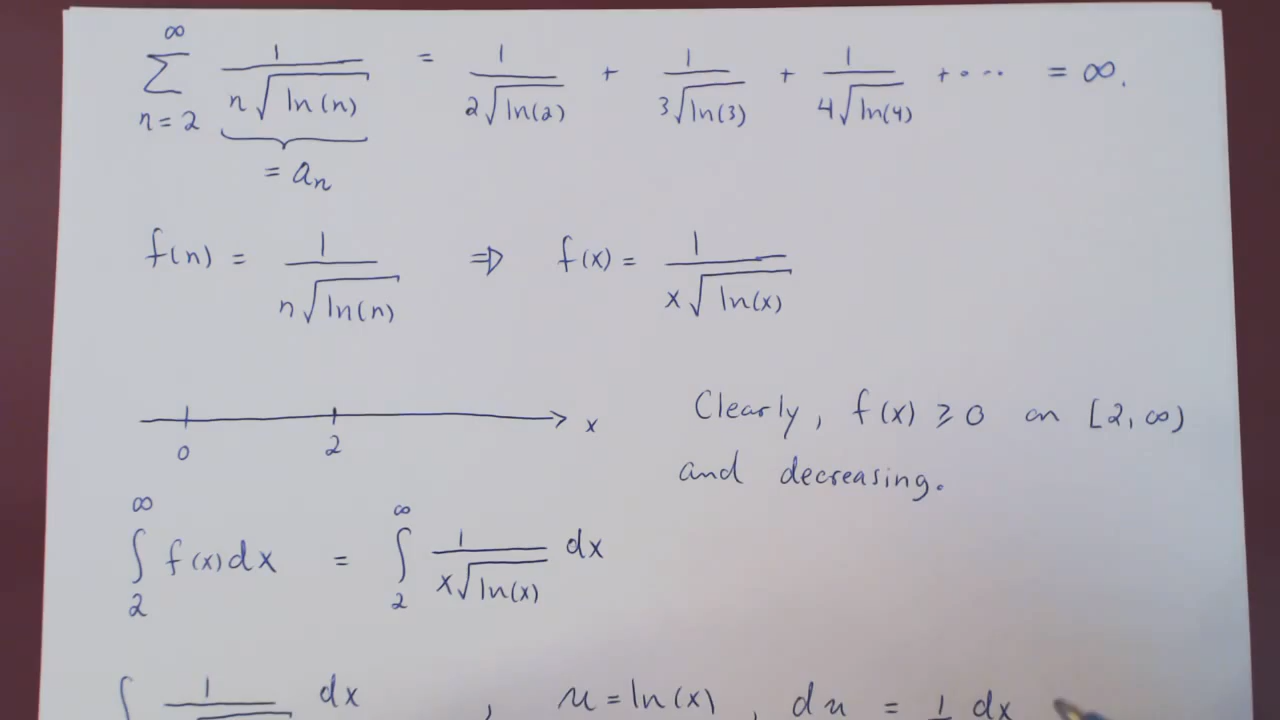 ∞
∑ 1/(n√ln(n)) = 1/(2√ln(2)) + 1/(3√ln(3)) + 1/(4√ln(4)) + ··· = ∞.
n=2
= aₙ
f(n) = 1/(n√ln(n)) ⇒ f(x) = 1/(x√ln(x))
0 2 x
Clearly, f(x) ≥ 0 on [2, ∞)
and decreasing.
∞ ∞
∫ f(x)dx = ∫ 1/(x√ln(x)) dx
2 2
∫ 1 dx , u = ln(x) , du = 1 dx